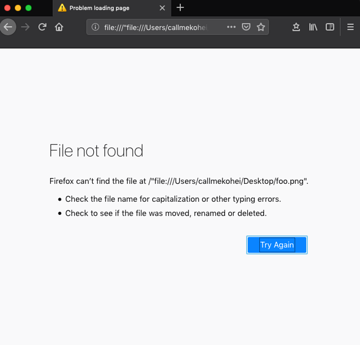 Problem loading page
file:///"file:///Users/callmekohei
File not found
Firefox can't find the file at /"file:///Users/callmekohei/Desktop/foo.png".
Check the file name for capitalization or other typing errors.
Check to see if the file was moved, renamed or deleted.
Try Again